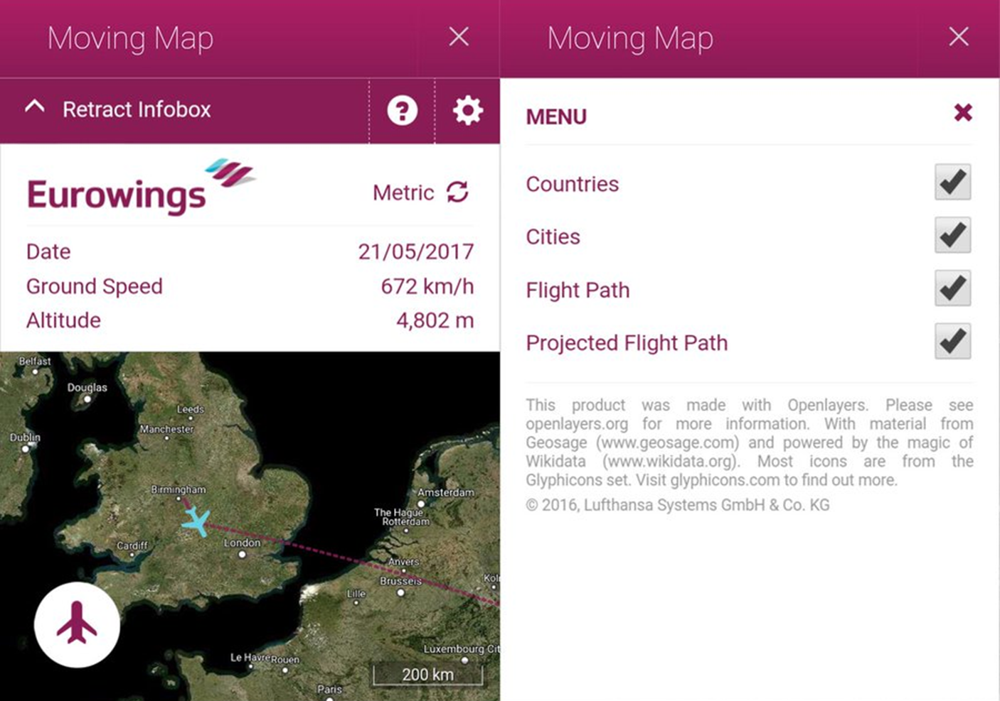 Moving Map
Retract Infobox
?
Eurowings
Metric
Date 21/05/2017
Ground Speed 672 km/h
Altitude 4,802 m
Belfast
Douglas
Leeds
Manchester
Dublin
Birmingham
Amsterdam
The Hague
Rotterdam
Cardiff
London
Anvers
Brussels
Köln
Lille
Luxembourg Cit
Le Havre Rouen
200 km
Paris
Moving Map
MENU
Countries
Cities
Flight Path
Projected Flight Path
This product was made with Openlayers. Please see
openlayers.org for more information. With material from
Geosage (www.geosage.com) and powered by the magic of
Wikidata (www.wikidata.org). Most icons are from the
Glyphicons set. Visit glyphicons.com to find out more.
© 2016, Lufthansa Systems GmbH & Co. KG